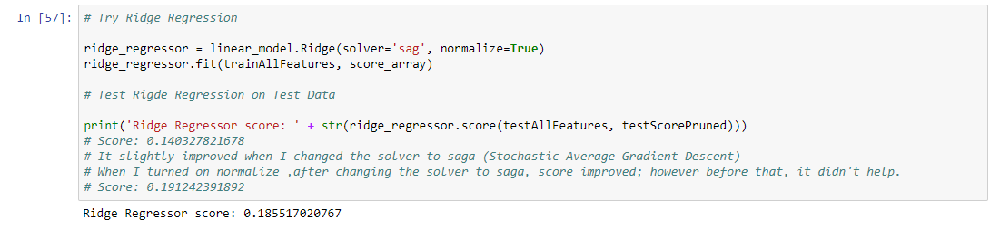 In [57]: # Try Ridge Regression
ridge_regressor = linear_model.Ridge(solver='sag', normalize=True)
ridge_regressor.fit(trainAllFeatures, score_array)
# Test Rigde Regression on Test Data
print('Ridge Regressor score: ' + str(ridge_regressor.score(testAllFeatures, testScorePruned)))
# Score: 0.140327821678
# It slightly improved when I changed the solver to saga (Stochastic Average Gradient Descent)
# When I turned on normalize ,after changing the solver to saga, score improved; however before that, it didn't help.
# Score: 0.191242391892
Ridge Regressor score: 0.185517020767